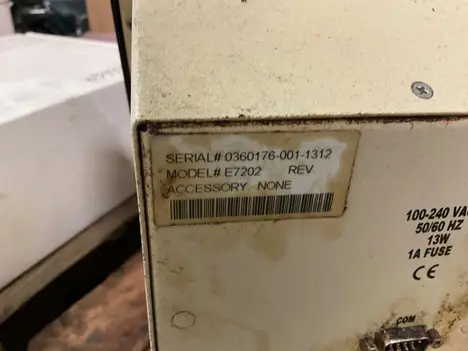 SERIAL# 0360176-001-1312
MODEL# E7202 REV
ACCESSORY NONE
100-240 VA
50/60 HZ
13W
1A FUSE
CE
COM